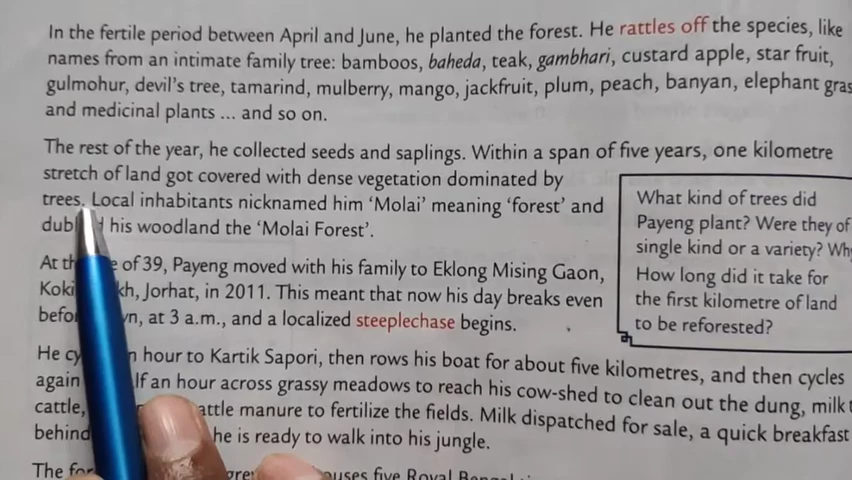 In the fertile period between April and June, he planted the forest. He rattles off the species, like
names from an intimate family tree: bamboos, baheda, teak, gambhari, custard apple, star fruit,
gulmohur, devil's tree, tamarind, mulberry, mango, jackfruit, plum, peach, banyan, elephant gras
and medicinal plants ... and so on.
The rest of the year, he collected seeds and saplings. Within a span of five years, one kilometre
stretch of land got covered with dense vegetation dominated by
trees. Local inhabitants nicknamed him 'Molai' meaning 'forest' and
his woodland the 'Molai Forest'.
What kind of trees did
Payeng plant? Were they of
single kind or a variety? Why
How long did it take for
the first kilometre of land
to be reforested?
At of 39, Payeng moved with his family to Eklong Mising Gaon,
Jorhat, in 2011. This meant that now his day breaks even
at 3 a.m., and a localized steeplechase begins.
He hour to Kartik Sapori, then rows his boat for about five kilometres, and then cycles
again an hour across grassy meadows to reach his cow-shed to clean out the dung, milk
cattle, manure to fertilize the fields. Milk dispatched for sale, a quick breakfast
behind he is ready to walk into his jungle.
The five Royal